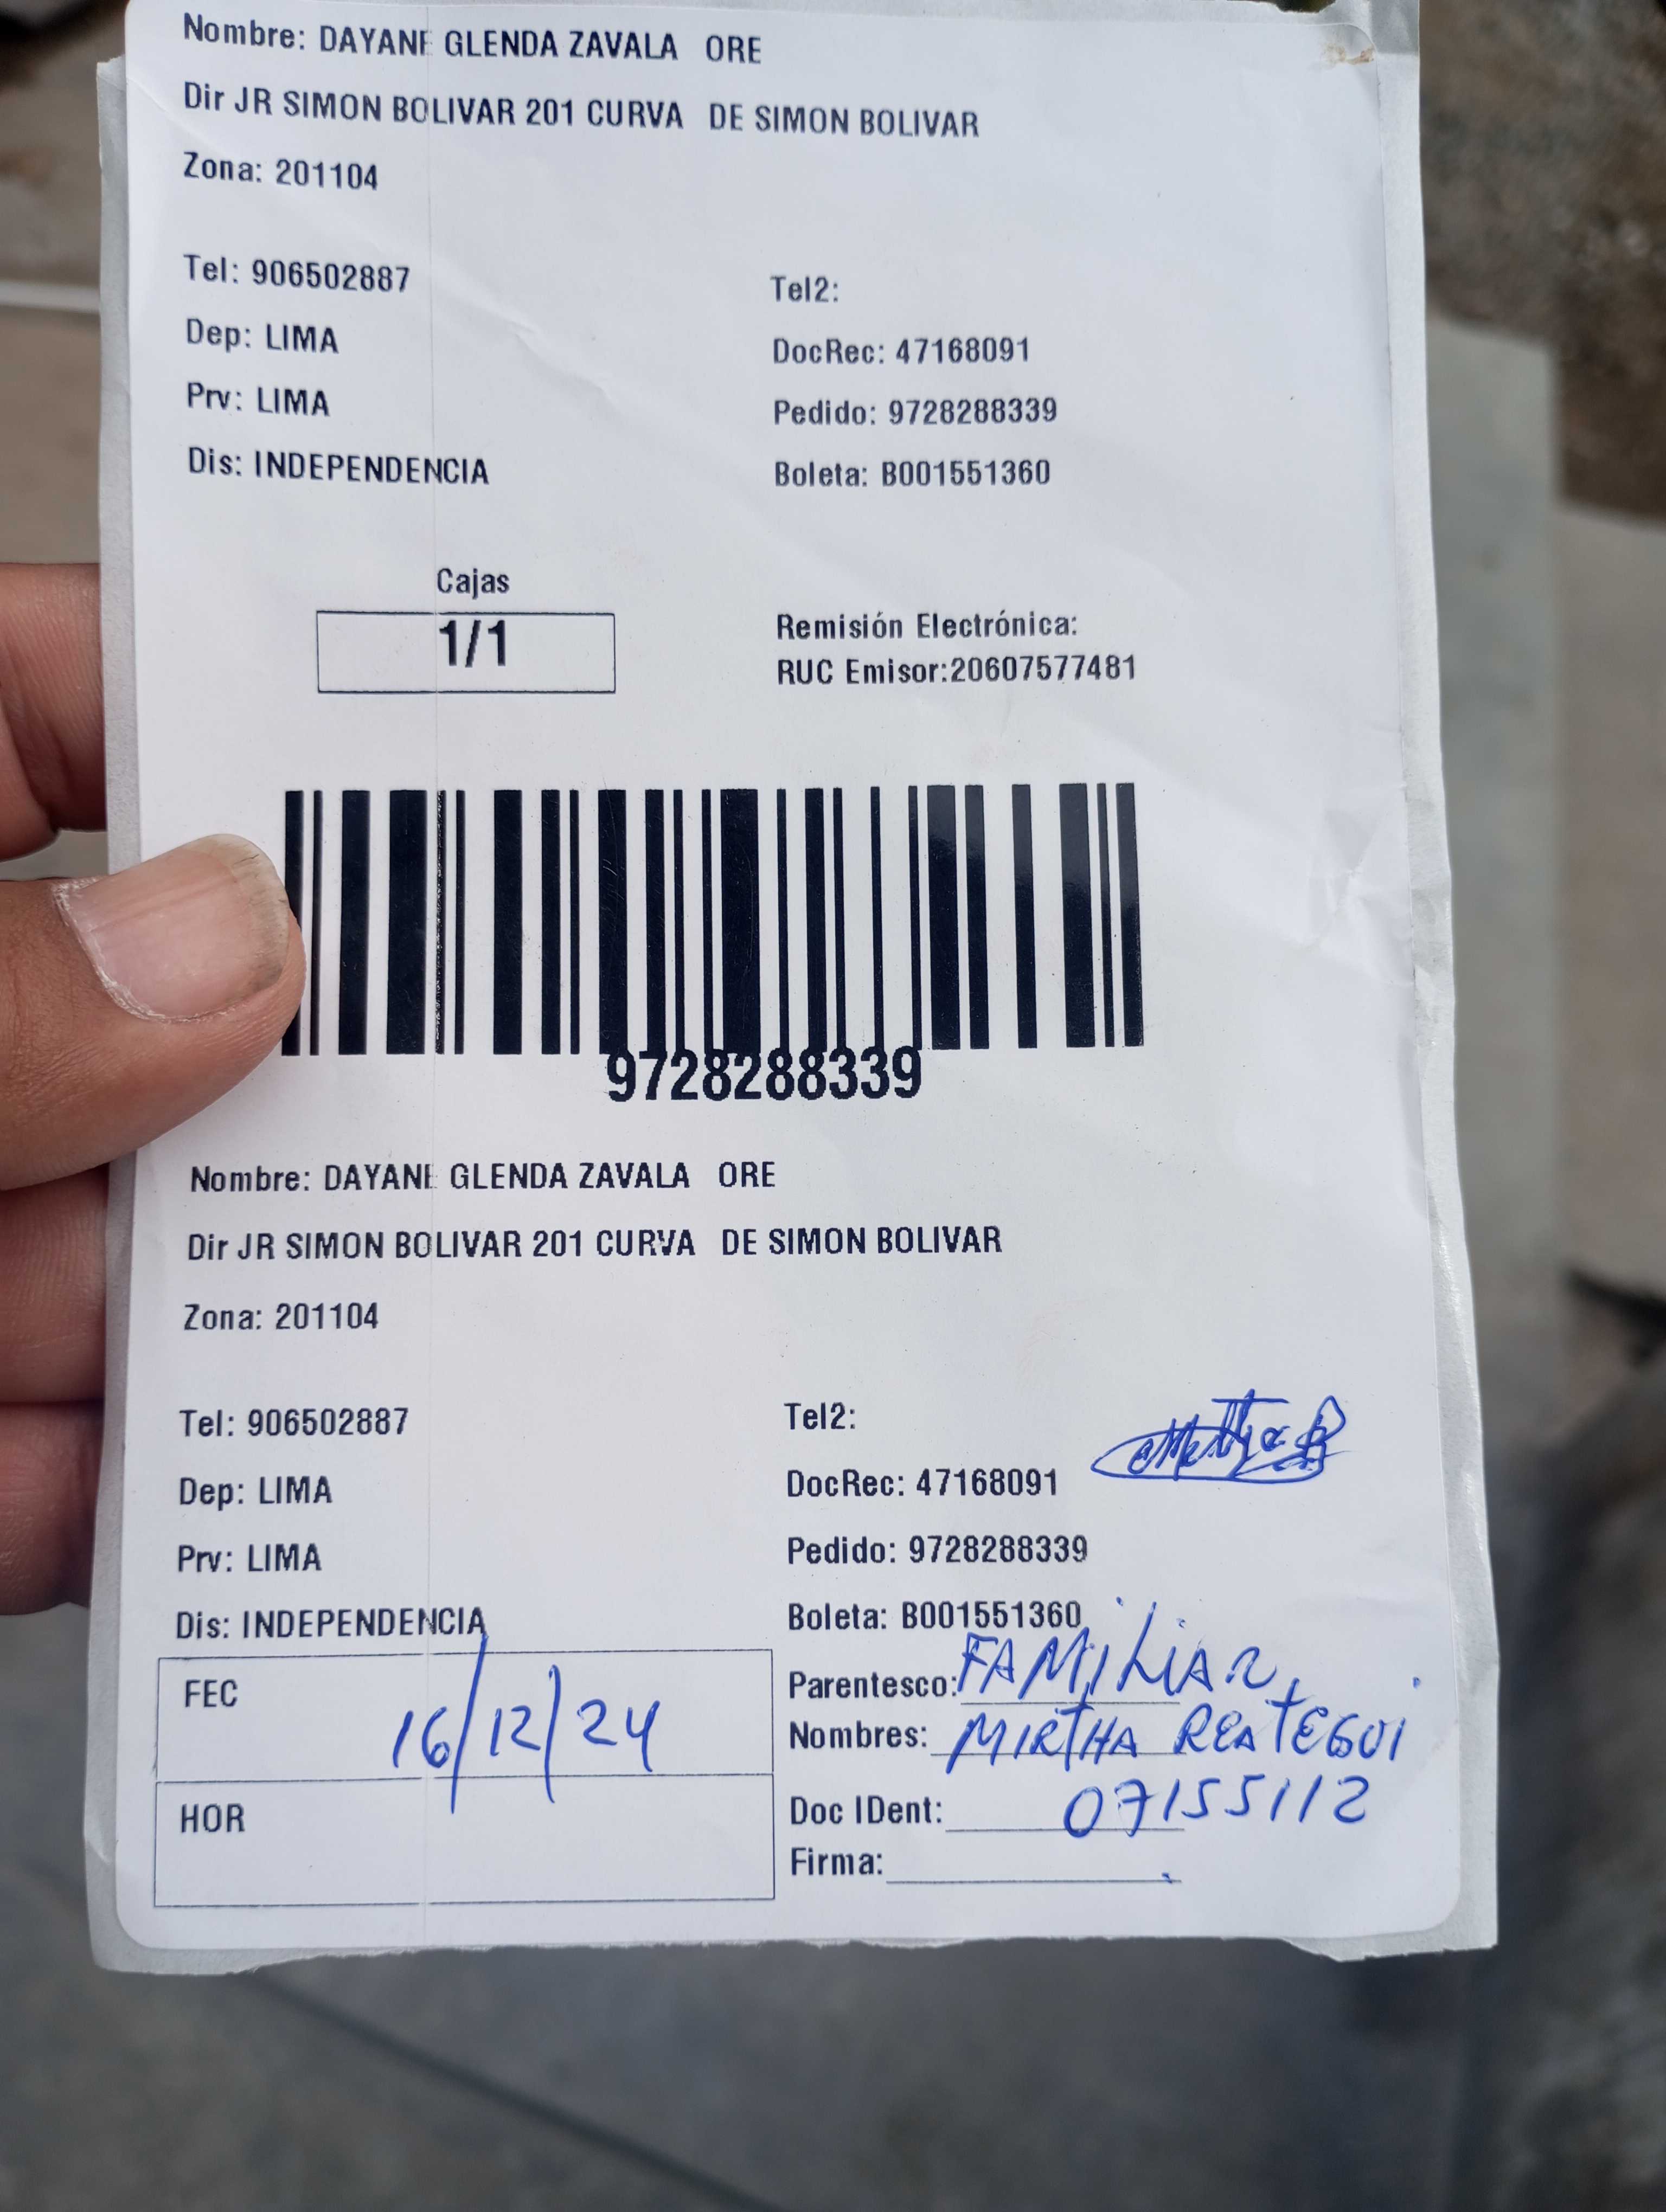 Nombre: DAYANE GLENDA ZAVALA ORE
Dir JR SIMON BOLIVAR 201 CURVA DE SIMON BOLIVAR
Zona: 201104
Tel: 906502887 Tel2:
Dep: LIMA DocRec: 47168091
Prv: LIMA Pedido: 9728288339
Dis: INDEPENDENCIA Boleta: B001551360
Cajas
1/1
Remisión Electrónica:
RUC Emisor:20607577481
9728288339
Nombre: DAYANE GLENDA ZAVALA ORE
Dir JR SIMON BOLIVAR 201 CURVA DE SIMON BOLIVAR
Zona: 201104
Tel: 906502887 Tel2:
Dep: LIMA DocRec: 47168091
Prv: LIMA Pedido: 9728288339
Dis: INDEPENDENCIA Boleta: B001551360
FEC 16/12/24
HOR
Parentesco: FAMILIAR
Nombres: MIRTHA REATEGUI
Doc IDent: 07155112
Firma: